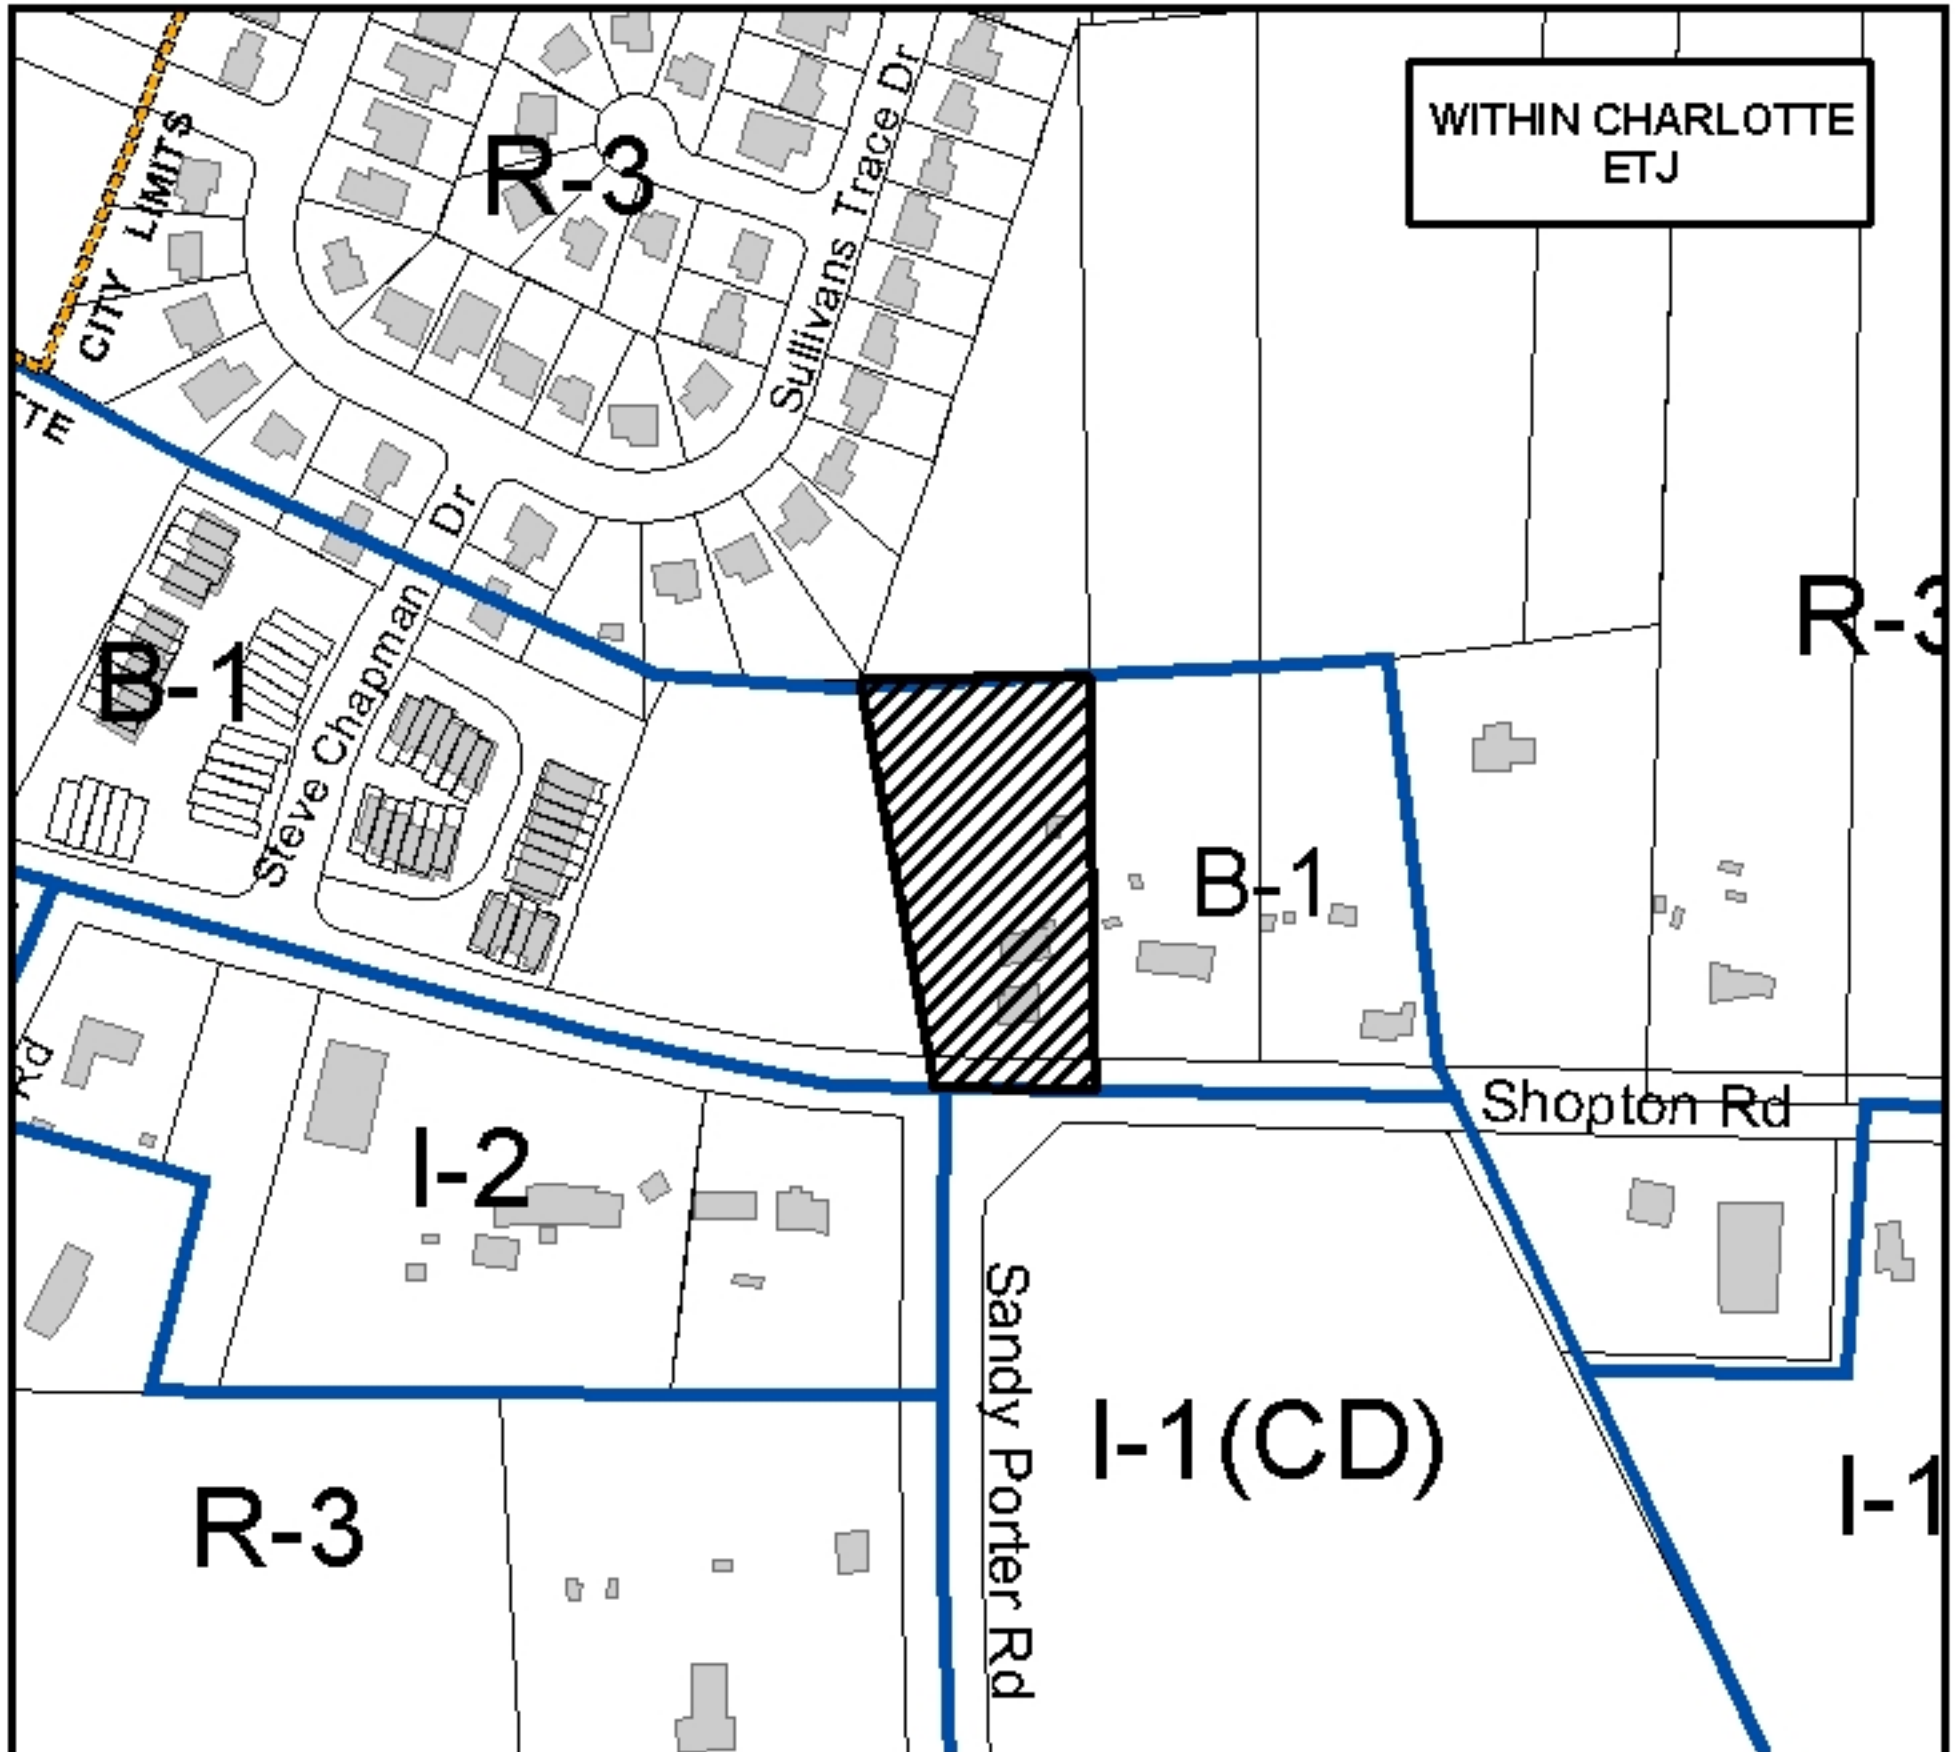 WITHIN CHARLOTTE
ETJ
R-3
CITY LIMITS
TTE
Sullivans Trace Dr
Steve Chapman Dr
B-1
R-3
B-1
Shopton Rd
Rd
I-2
Sandy Porter Rd
I-1(CD)
I-1
R-3